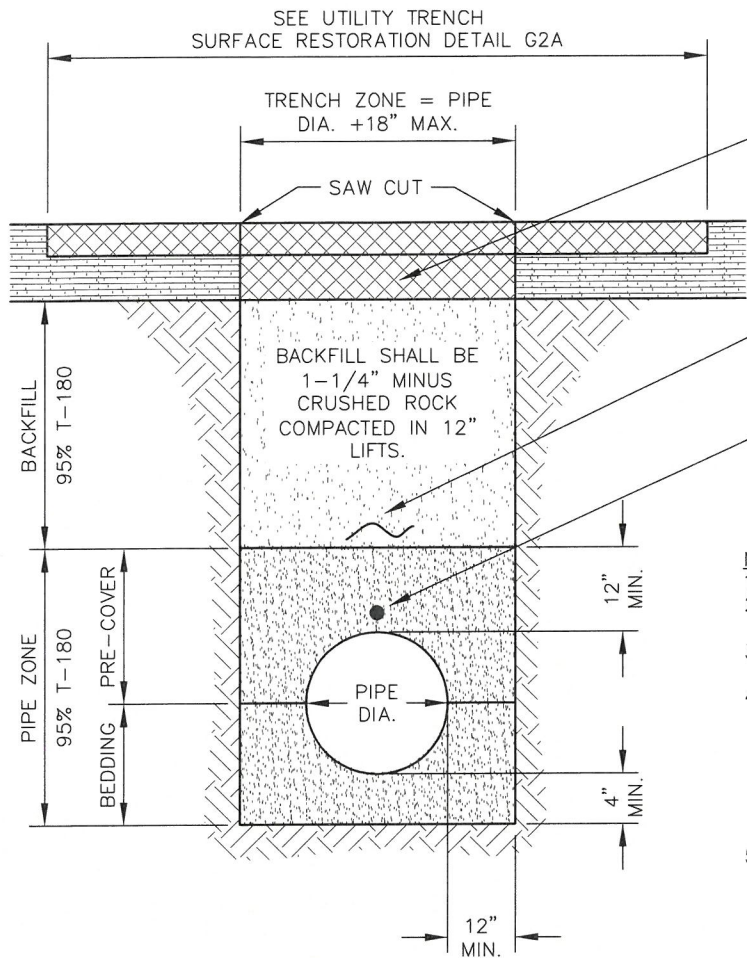 SEE UTILITY TRENCH
SURFACE RESTORATION DETAIL G2A
TRENCH ZONE = PIPE
DIA. +18" MAX.
SAW CUT
BACKFILL SHALL BE
1-1/4" MINUS
CRUSHED ROCK
COMPACTED IN 12"
LIFTS.
BACKFILL
95% T-180
PIPE ZONE
95% T-180
PRE-COVER
BEDDING
PIPE
DIA.
12"
MIN.
4"
MIN.
12"
MIN.